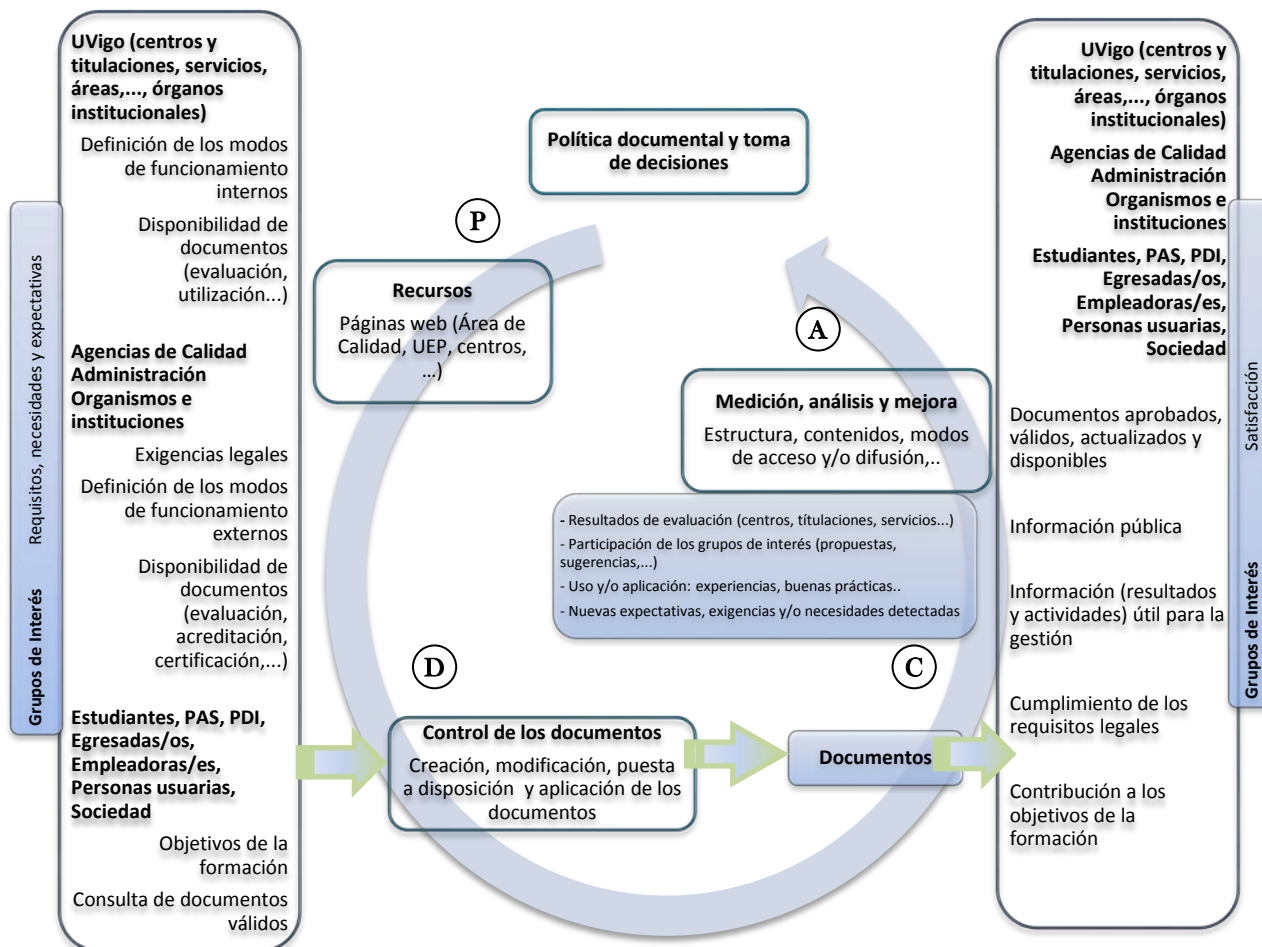 UVigo (centros y
titulaciones, servicios,
áreas,..., órganos
institucionales)
Definición de los modos
de funcionamiento
internos
Disponibilidad de
documentos
(evaluación,
utilización...)
Agencias de Calidad
Administración
Organismos e
instituciones
Exigencias legales
Definición de los modos
de funcionamiento
externos
Disponibilidad de
documentos
(evaluación,
acreditación,
certificación,...)
Estudiantes, PAS, PDI,
Egresadas/os,
Empleadoras/es,
Personas usuarias,
Sociedad
Objetivos de la
formación
Consulta de documentos
válidos
Grupos de Interés Requisitos, necesidades y expectativas
Política documental y toma
de decisiones
P
Recursos
Páginas web (Área de
Calidad, UEP, centros,
...)
A
Medición, análisis y mejora
Estructura, contenidos, modos
de acceso y/o difusión,..
- Resultados de evaluación (centros, títulaciones, servicios...)
- Participación de los grupos de interés (propuestas,
sugerencias,...)
- Uso y/o aplicación: experiencias, buenas prácticas..
- Nuevas expectativas, exigencias y/o necesidades detectadas
D
C
Control de los documentos
Creación, modificación, puesta
a disposición y aplicación de los
documentos
Documentos
UVigo (centros y
titulaciones, servicios,
áreas,..., órganos
institucionales)
Agencias de Calidad
Administración
Organismos e
instituciones
Estudiantes, PAS, PDI,
Egresadas/os,
Empleadoras/es,
Personas usuarias,
Sociedad
Documentos aprobados,
válidos, actualizados y
disponibles
Información pública
Información (resultados
y actividades) útil para la
gestión
Cumplimiento de los
requisitos legales
Contribución a los
objetivos de la
formación
Grupos de Interés Satisfacción